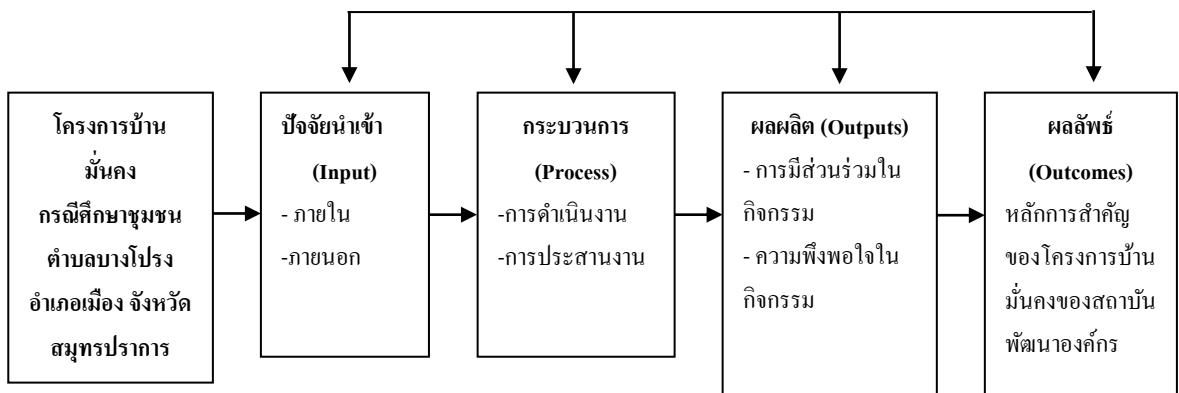 โครงการบ้าน
มั่นคง
กรณีศึกษาชุมชน
ตำบลบางโปรง
อำเภอเมือง จังหวัด
สมุทรปราการ
ปัจจัยนำเข้า
(Input)
- ภายใน
-ภายนอก
กระบวนการ
(Process)
-การดำเนินงาน
-การประสานงาน
ผลผลิต (Outputs)
- การมีส่วนร่วมใน
กิจกรรม
- ความพึงพอใจใน
กิจกรรม
ผลลัพธ์
(Outcomes)
หลักการสำคัญ
ของโครงการบ้าน
มั่นคงของสถาบัน
พัฒนาองค์กร